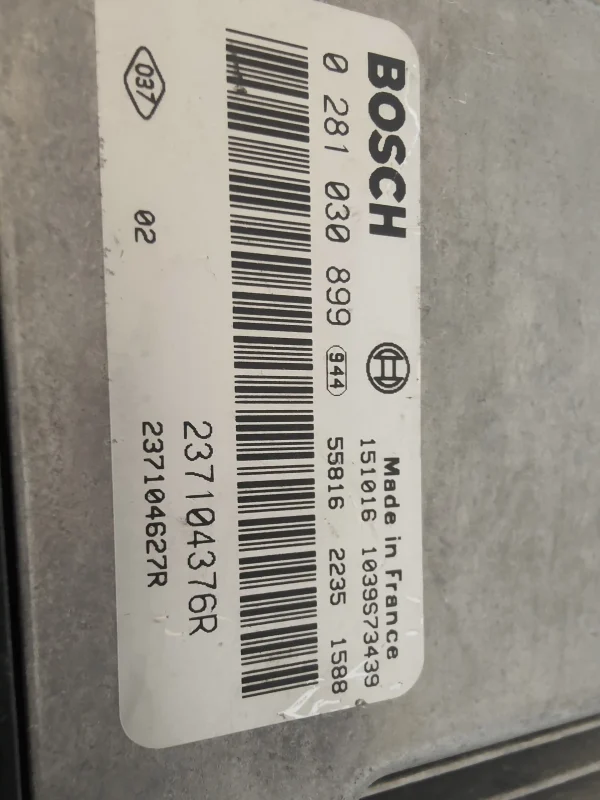 BOSCH
Made in France
151016 1039S73439
0 281 030 899 944 55816 2235 1588
237104376R
037 02 237104627R